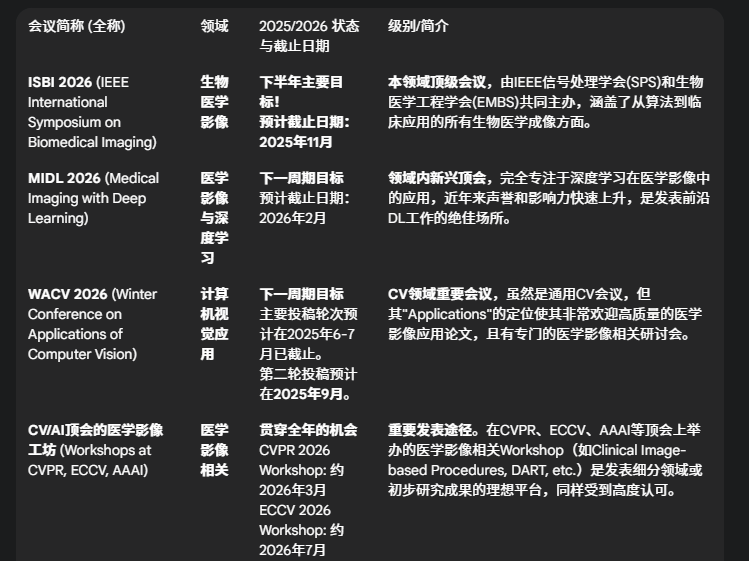 会议简称 (全称)
领域
2025/2026 状态
与截止日期
级别/简介
ISBI 2026 (IEEE
International
Symposium on
Biomedical Imaging)
生物
医学
影像
下半年主要目
标！
预计截止日期：
2025年11月
本领域顶级会议，由IEEE信号处理学会(SPS)和生物
医学工程学会(EMBS)共同主办，涵盖了从算法到临
床应用的所有生物医学成像方面。
MIDL 2026 (Medical
Imaging with Deep
Learning)
医学
影像
与深
度学
习
下一周期目标
预计截止日期：
2026年2月
领域内新兴顶会，完全专注于深度学习在医学影像中
的应用，近年来声誉和影响力快速上升，是发表前沿
DL工作的绝佳场所。
WACV 2026 (Winter
Conference on
Applications of
Computer Vision)
计算
机视
觉应
用
下一周期目标
主要投稿轮次预
计在2025年6-7
月已截止。
第二轮投稿预计
在2025年9月。
CV领域重要会议，虽然是通用CV会议，但
其"Applications"的定位使其非常欢迎高质量的医学
影像应用论文，且有专门的医学影像相关研讨会。
CV/AI顶会的医学影像
工坊 (Workshops at
CVPR, ECCV, AAAI)
医学
影像
相关
贯穿全年的机会
CVPR 2026
Workshop: 约
2026年3月
ECCV 2026
Workshop: 约
2026年7月
重要发表途径。在CVPR、ECCV、AAAI等顶会上举
办的医学影像相关Workshop（如Clinical Image-
based Procedures, DART, etc.）是发表细分领域或
初步研究成果的理想平台，同样受到高度认可。